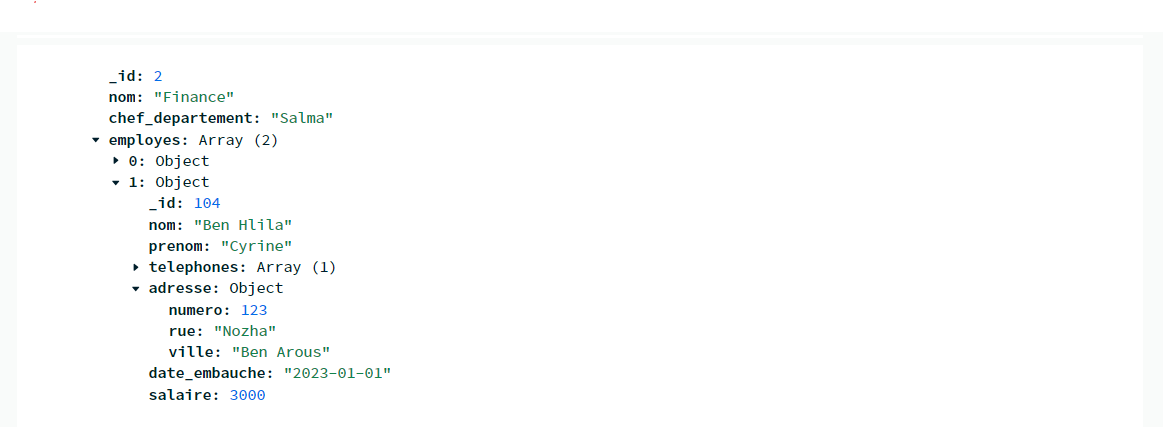 _id: 2
nom: "Finance"
chef_departement: "Salma"
employes: Array (2)
0: Object
1: Object
_id: 104
nom: "Ben Hlila"
prenom: "Cyrine"
telephones: Array (1)
adresse: Object
numero: 123
rue: "Nozha"
ville: "Ben Arous"
date_embauche: "2023-01-01"
salaire: 3000